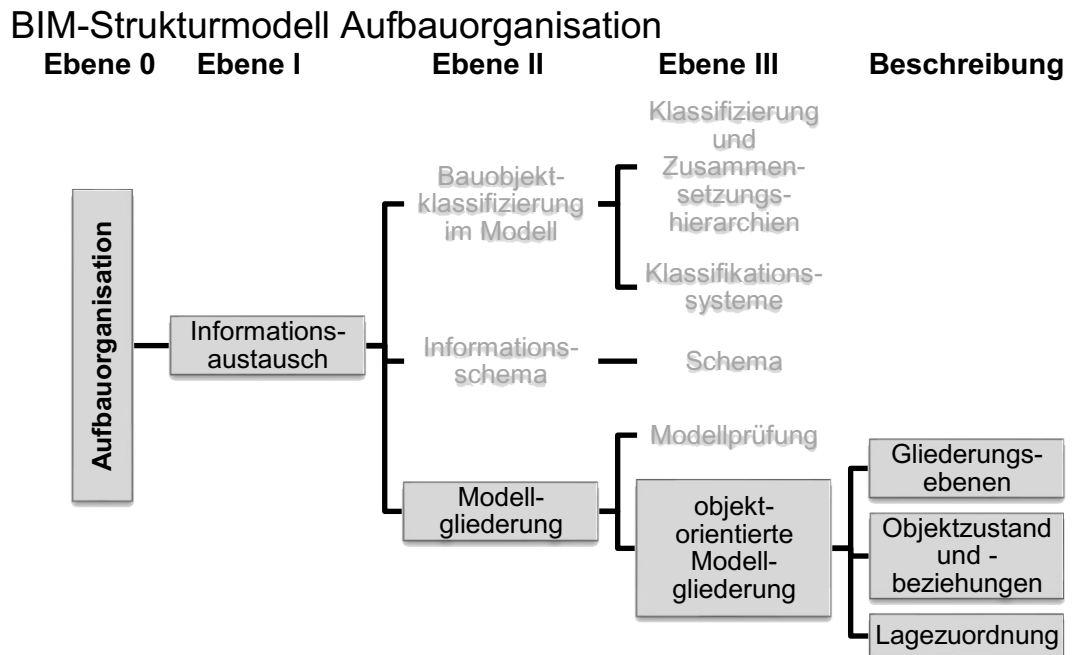 BIM-Strukturmodell Aufbauorganisation
Ebene 0 Ebene I Ebene II Ebene III Beschreibung
Aufbauorganisation
Informations-
austausch
Bauobjekt-
klassifizierung
im Modell
Klassifizierung
und
Zusammen-
setzungs-
hierarchien
Klassifikations-
systeme
Informations-
schema
Schema
Modell-
gliederung
Modellprüfung
objekt-
orientierte
Modell-
gliederung
Gliederungs-
ebenen
Objektzustand
und -
beziehungen
Lagezuordnung